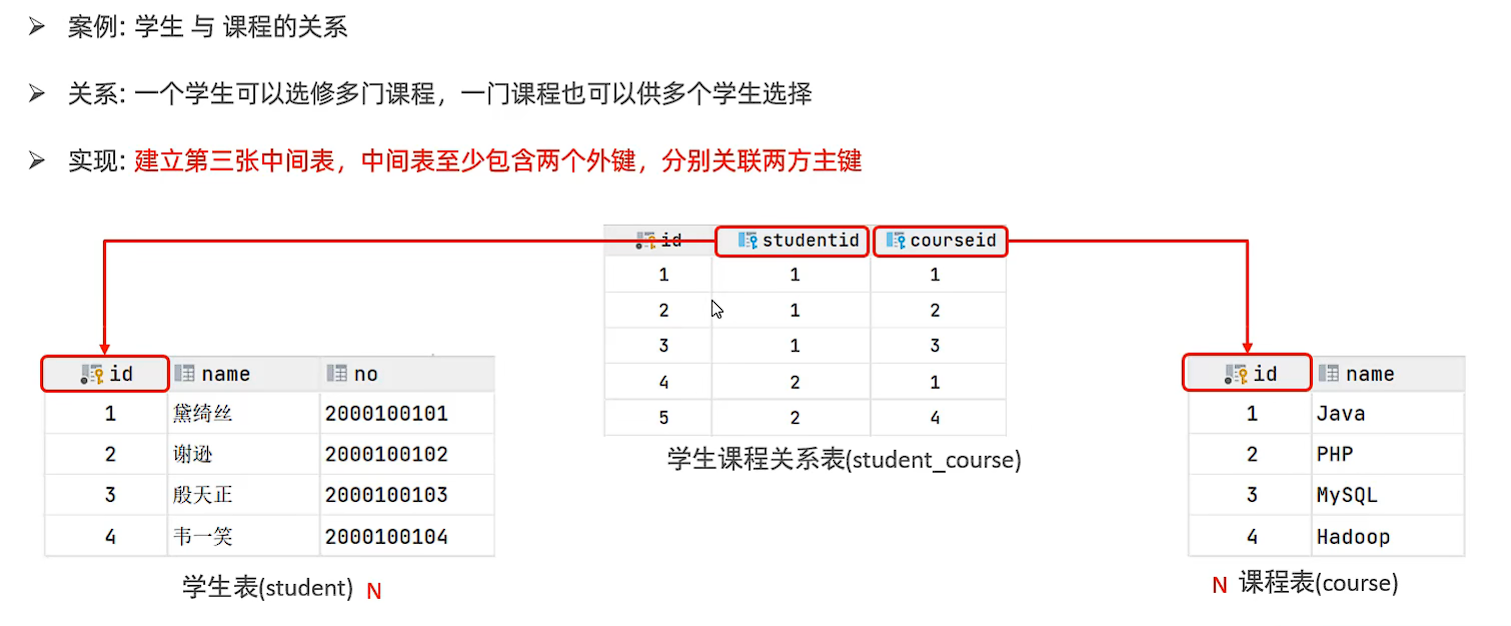 案例: 学生 与 课程的关系
关系: 一个学生可以选修多门课程，一门课程也可以供多个学生选择
实现: 建立第三张中间表，中间表至少包含两个外键，分别关联两方主键
id studentid courseid
1 1 1
2 1 2
3 1 3
4 2 1
5 2 4
学生课程关系表(student_course)
id name no
1 黛绮丝 2000100101
2 谢逊 2000100102
3 殷天正 2000100103
4 韦一笑 2000100104
学生表(student) N
id name
1 Java
2 PHP
3 MySQL
4 Hadoop
N 课程表(course)